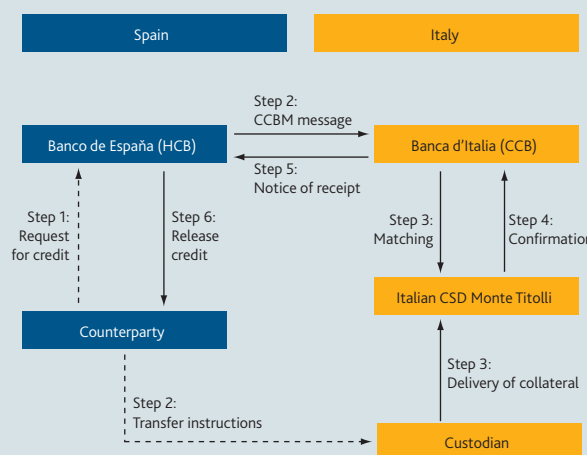 Spain
Italy
Step 2:
CCBM message
Banco de España (HCB)
Banca d'Italia (CCB)
Step 5:
Notice of receipt
Step 1:
Request
for credit
Step 6:
Release
credit
Step 3:
Matching
Step 4:
Confirmation
Italian CSD Monte Titolli
Counterparty
Step 3:
Delivery of collateral
Step 2:
Transfer instructions
Custodian